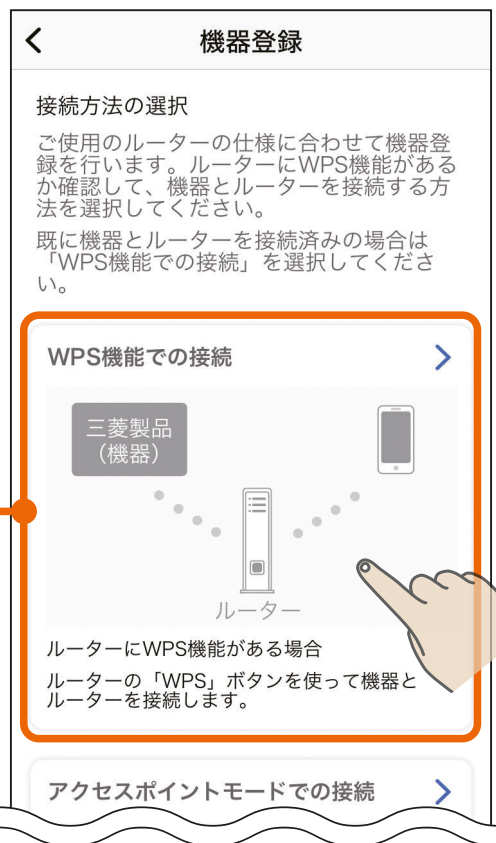 機器登録
接続方法の選択
ご使用のルーターの仕様に合わせて機器登
録を行います。ルーターにWPS機能がある
か確認して、機器とルーターを接続する方
法を選択してください。
既に機器とルーターを接続済みの場合は
「WPS機能での接続」を選択してくださ
い。
WPS機能での接続
三菱製品
（機器）
ルーター
ルーターにWPS機能がある場合
ルーターの「WPS」ボタンを使って機器と
ルーターを接続します。
アクセスポイントモードでの接続